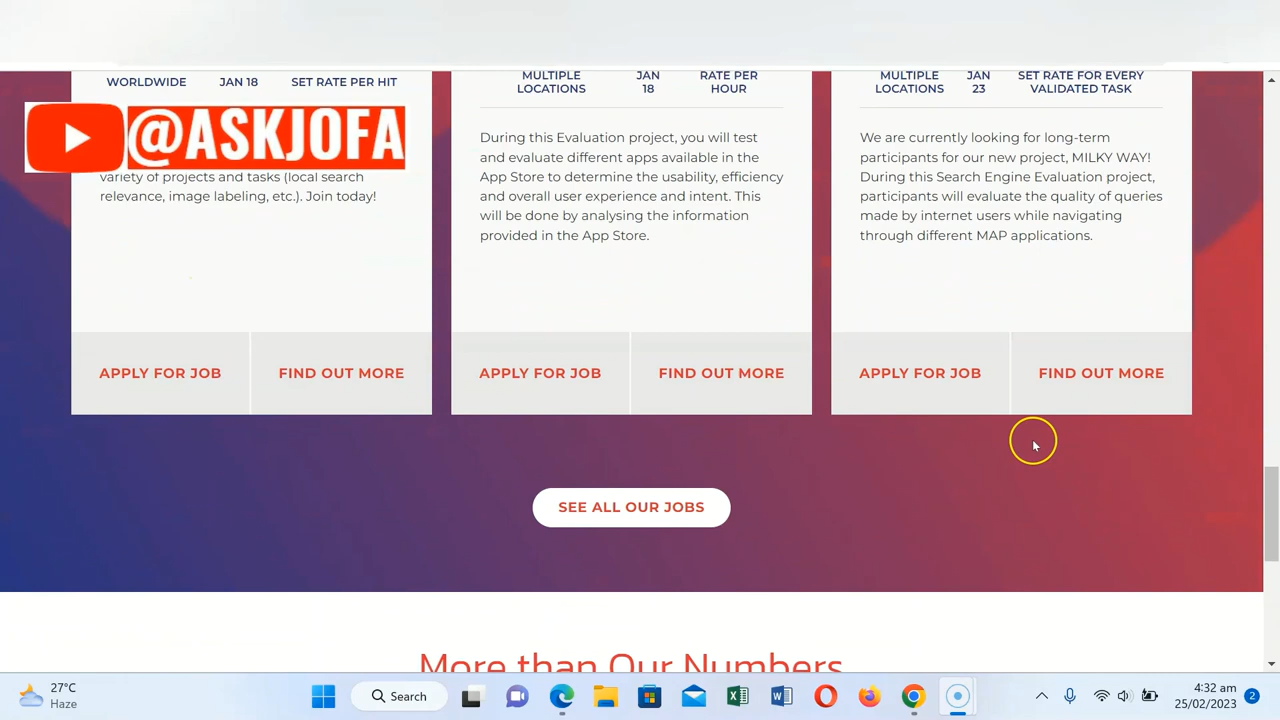 WORLDWIDE
JAN 18
SET RATE PER HIT
@ASKJOFA
variety of projects and tasks (local search
relevance, image labeling, etc.). Join today!
APPLY FOR JOB
FIND OUT MORE
MULTIPLE
LOCATIONS
JAN
18
RATE PER
HOUR
During this Evaluation project, you will test
and evaluate different apps available in the
App Store to determine the usability, efficiency
and overall user experience and intent. This
will be done by analysing the information
provided in the App Store.
APPLY FOR JOB
FIND OUT MORE
MULTIPLE
LOCATIONS
JAN
23
SET RATE FOR EVERY
VALIDATED TASK
We are currently looking for long-term
participants for our new project, MILKY WAY!
During this Search Engine Evaluation project,
participants will evaluate the quality of queries
made by internet users while navigating
through different MAP applications.
APPLY FOR JOB
FIND OUT MORE
SEE ALL OUR JOBS
More than Our Numbers
27°C
Haze
Search
4:32 am
25/02/2023
2